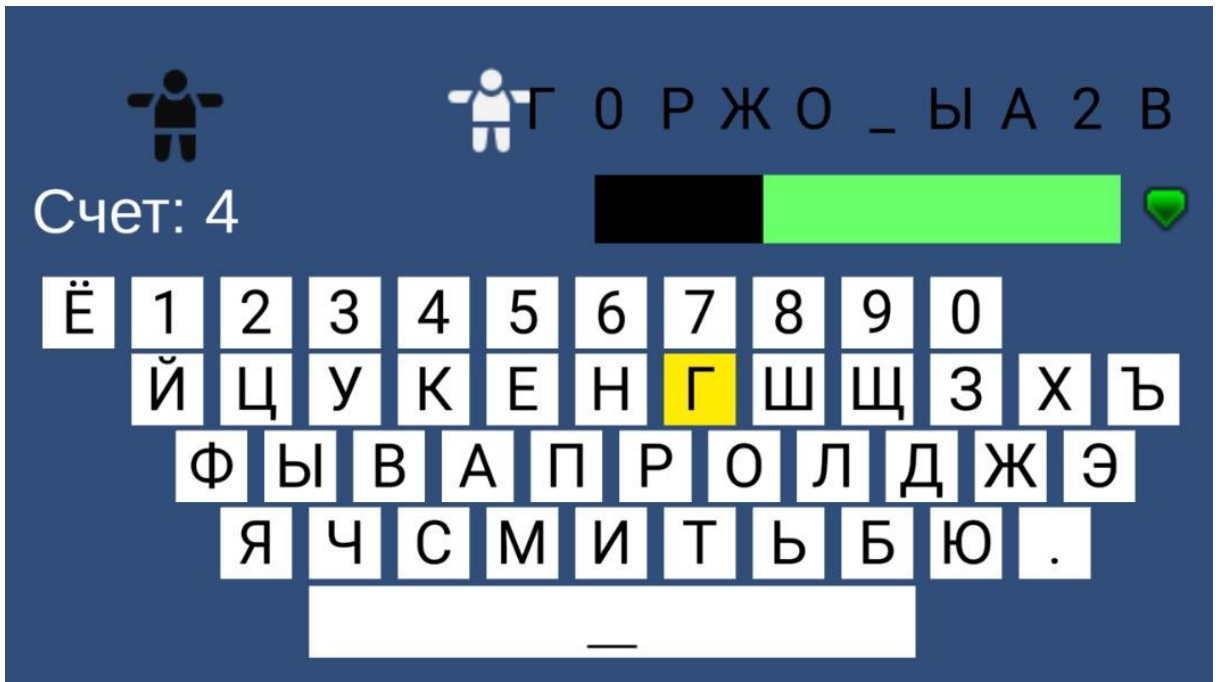 Г 0 Р Ж О _ Ы А 2 В
Счет: 4
Ё 1 2 3 4 5 6 7 8 9 0
Й Ц У К Е Н Г Ш Щ З Х Ъ
Ф Ы В А П Р О Л Д Ж Э
Я Ч С М И Т Ь Б Ю .
_